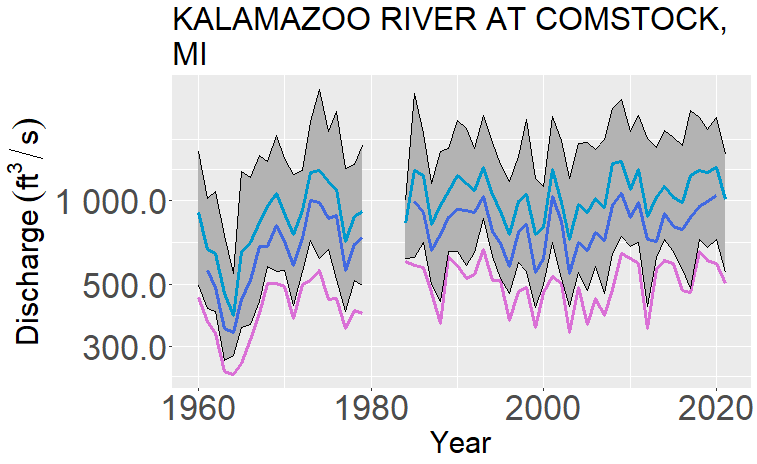 KALAMAZOO RIVER AT COMSTOCK,
MI
Discharge (ft³/s)
1 000.0
500.0
300.0
1960 1980 2000 2020
Year